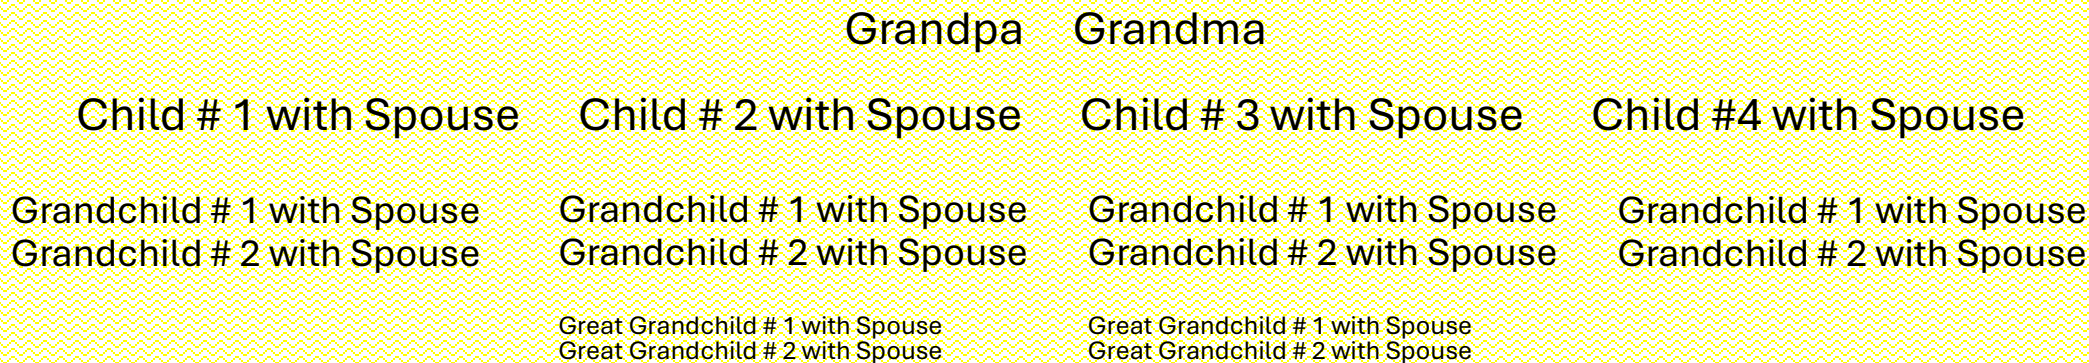 Grandpa Grandma
Child # 1 with Spouse Child # 2 with Spouse Child # 3 with Spouse Child #4 with Spouse
Grandchild # 1 with Spouse Grandchild # 1 with Spouse Grandchild # 1 with Spouse Grandchild # 1 with Spouse
Grandchild # 2 with Spouse Grandchild # 2 with Spouse Grandchild # 2 with Spouse Grandchild # 2 with Spouse
Great Grandchild # 1 with Spouse Great Grandchild # 1 with Spouse
Great Grandchild # 2 with Spouse Great Grandchild # 2 with Spouse